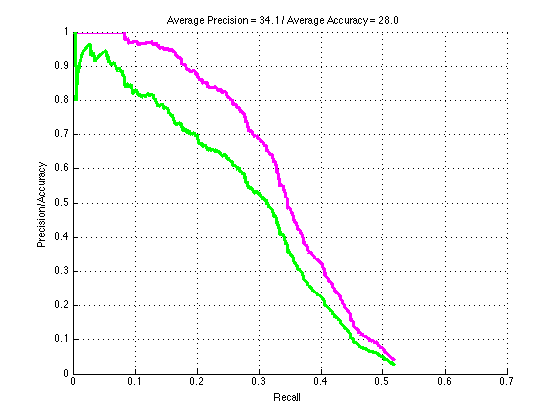 Average Precision = 34.1 / Average Accuracy = 28.0
1
0.9
0.8
0.7
0.6
0.5
0.4
0.3
0.2
0.1
0
Precision/Accuracy
0 0.1 0.2 0.3 0.4 0.5 0.6 0.7
Recall